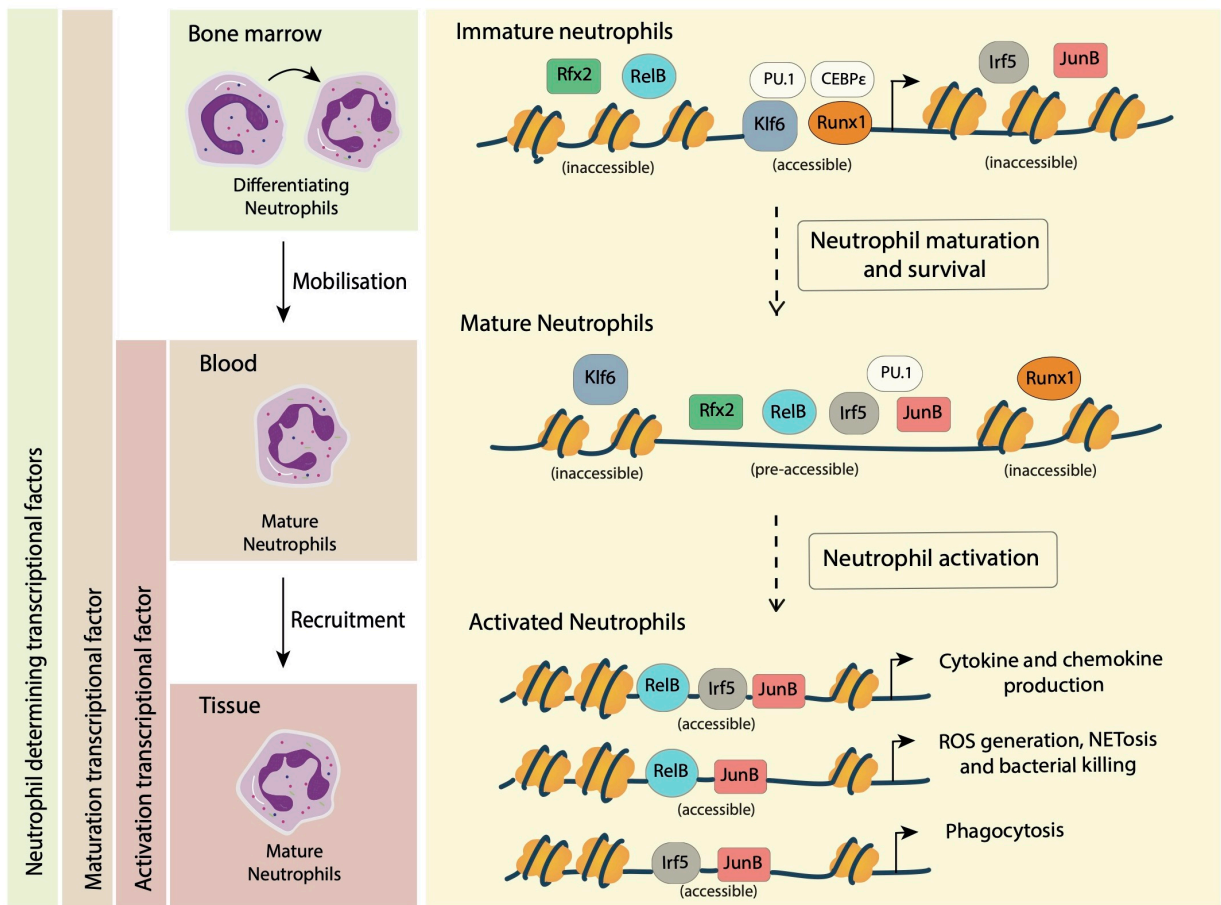 Neutrophil determining transcriptional factors
Maturation transcriptional factor
Activation transcriptional factor
Bone marrow
Differentiating
Neutrophils
Mobilisation
Blood
Mature
Neutrophils
Recruitment
Tissue
Mature
Neutrophils
Immature neutrophils
Rfx2
RelB
PU.1
CEBPε
Irf5
JunB
Klf6
Runx1
(inaccessible)
(accessible)
(inaccessible)
Neutrophil maturation
and survival
Mature Neutrophils
Klf6
PU.1
Runx1
Rfx2
RelB
Irf5
JunB
(inaccessible)
(pre-accessible)
(inaccessible)
Neutrophil activation
Activated Neutrophils
RelB
Irf5
JunB
(accessible)
Cytokine and chemokine
production
RelB
JunB
(accessible)
ROS generation, NETosis
and bacterial killing
Irf5
JunB
(accessible)
Phagocytosis